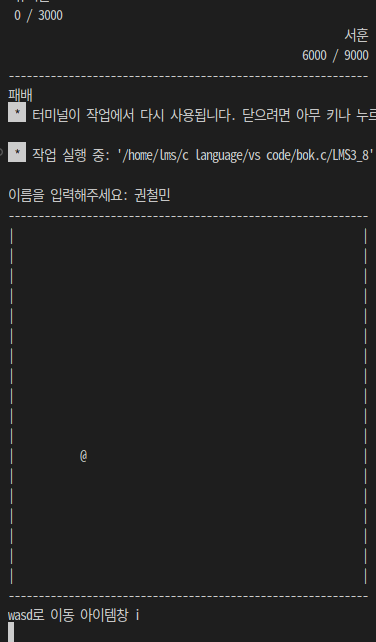 0 / 3000
서훈
6000 / 9000
------------------------------------------------------------
패배
* 터미널이 작업에서 다시 사용됩니다. 닫으려면 아무 키나 누르
* 작업 실행 중: '/home/lms/c language/vs code/bok.c/LMS3_8'
이름을 입력해주세요: 권철민
------------------------------------------------------------
| |
| |
| |
| |
| |
| |
| |
| |
| |
| |
| |
| @ |
| |
| |
| |
| |
| |
| |
------------------------------------------------------------
wasd로 이동 아이템창 i